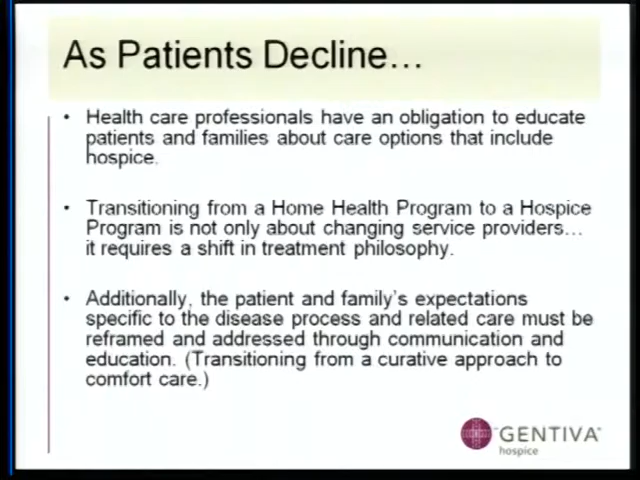 As Patients Decline…
• Health care professionals have an obligation to educate
patients and families about care options that include
hospice.
• Transitioning from a Home Health Program to a Hospice
Program is not only about changing service providers…
it requires a shift in treatment philosophy.
• Additionally, the patient and family's expectations
specific to the disease process and related care must be
reframed and addressed through communication and
education. (Transitioning from a curative approach to
comfort care.)
GENTIVA
hospice